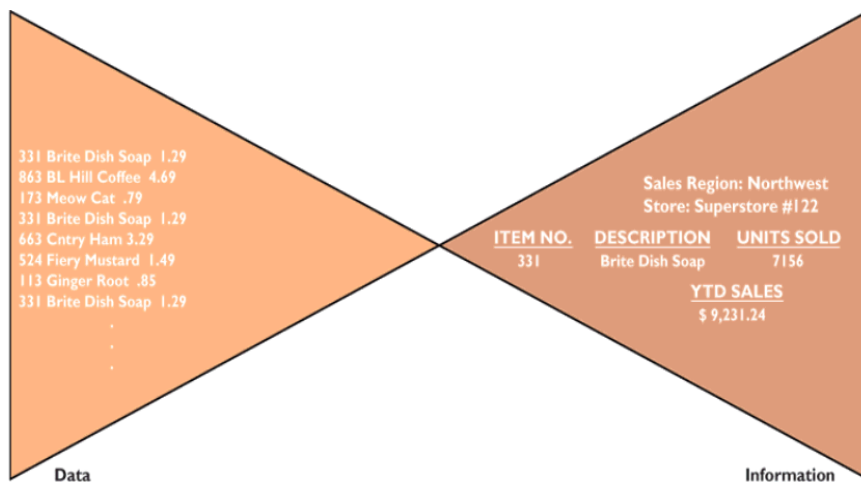 331 Brite Dish Soap 1.29
863 BL Hill Coffee 4.69
173 Meow Cat .79
331 Brite Dish Soap 1.29
663 Cntry Ham 3.29
524 Fiery Mustard 1.49
113 Ginger Root .85
331 Brite Dish Soap 1.29
.
.
.
Data
Sales Region: Northwest
Store: Superstore #122
ITEM NO. DESCRIPTION UNITS SOLD
331 Brite Dish Soap 7156
YTD SALES
$ 9,231.24
Information